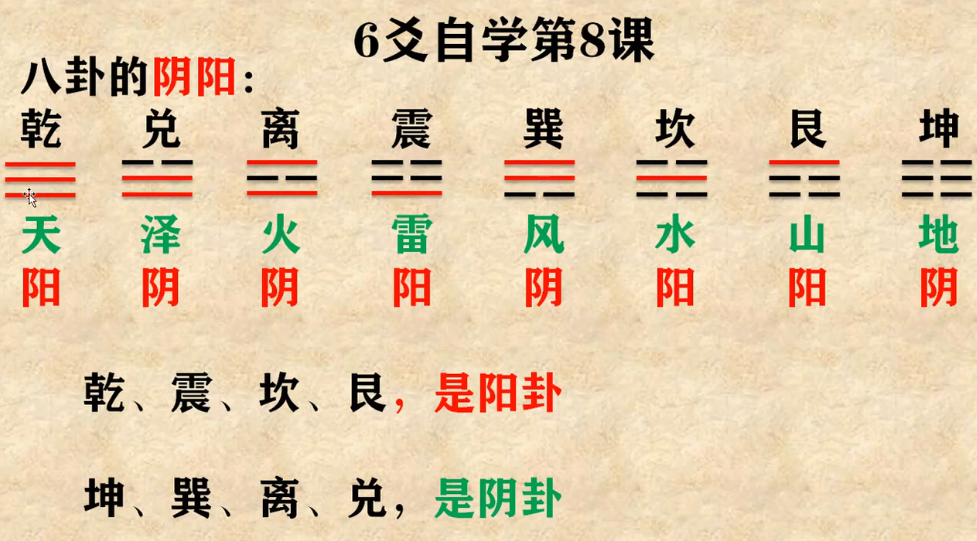 6爻自学第8课
八卦的阴阳：
乾 兑 离 震 巽 坎 艮 坤
天 泽 火 雷 风 水 山 地
阳 阴 阴 阳 阴 阳 阳 阴
乾、震、坎、艮，是阳卦
坤、巽、离、兑，是阴卦